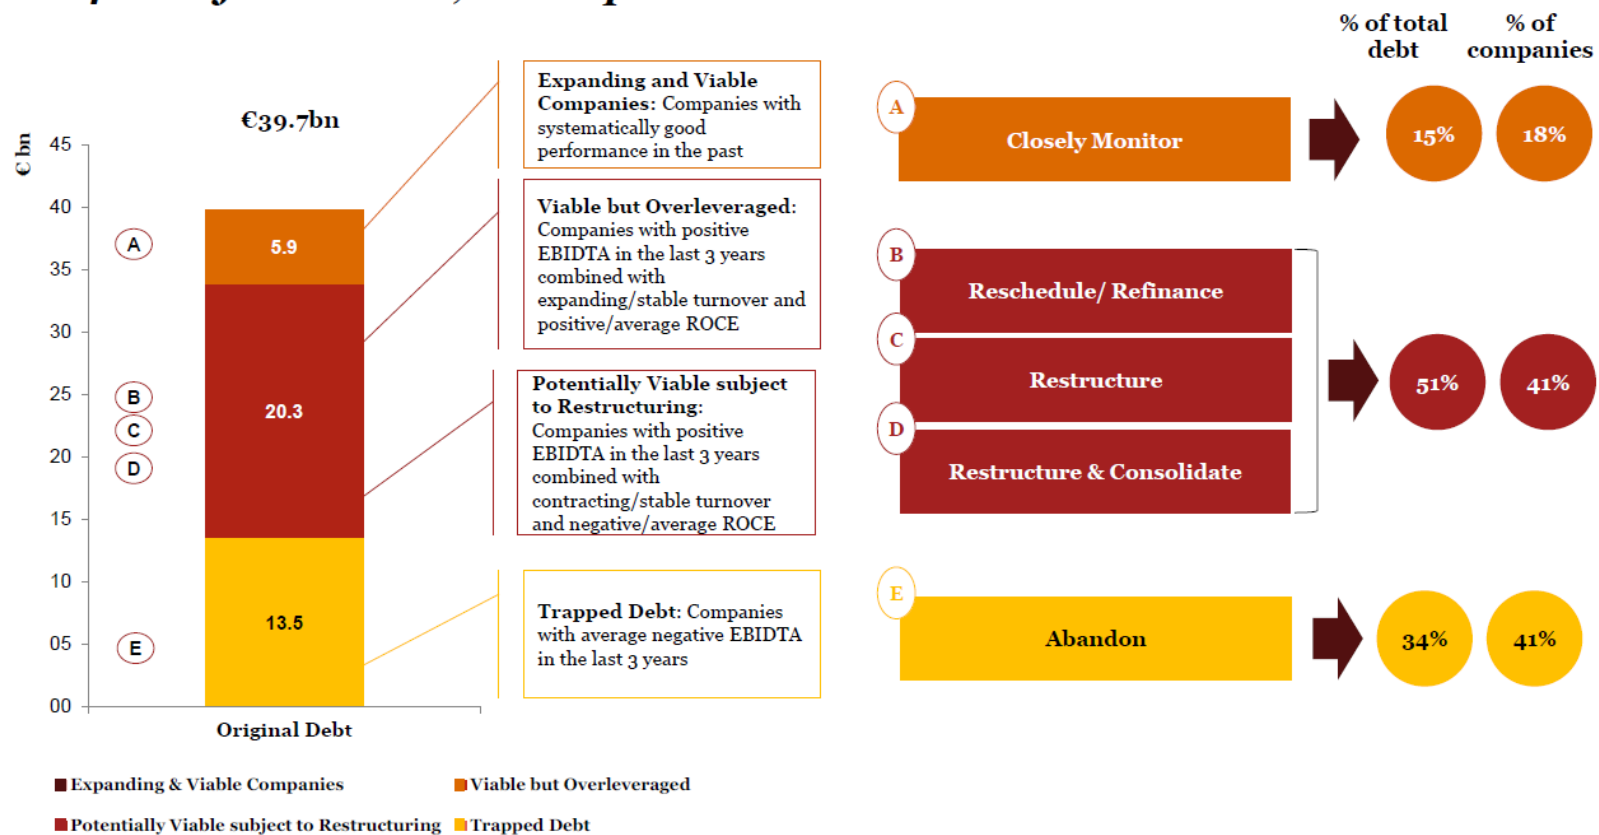 % of total
debt
% of
companies
€39.7bn
€ bn
45
40
35
30
25
20
15
10
05
00
A
B
C
D
E
5.9
20.3
13.5
Original Debt
Expanding and Viable
Companies: Companies with
systematically good
performance in the past
Viable but Overleveraged:
Companies with positive
EBIDTA in the last 3 years
combined with
expanding/stable turnover and
positive/average ROCE
Potentially Viable subject
to Restructuring:
Companies with positive
EBIDTA in the last 3 years
combined with
contracting/stable turnover
and negative/average ROCE
Trapped Debt: Companies
with average negative EBIDTA
in the last 3 years
A
Closely Monitor
15%
18%
B
Reschedule/ Refinance
C
Restructure
51%
41%
D
Restructure & Consolidate
E
Abandon
34%
41%
Expanding & Viable Companies
Viable but Overleveraged
Potentially Viable subject to Restructuring
Trapped Debt